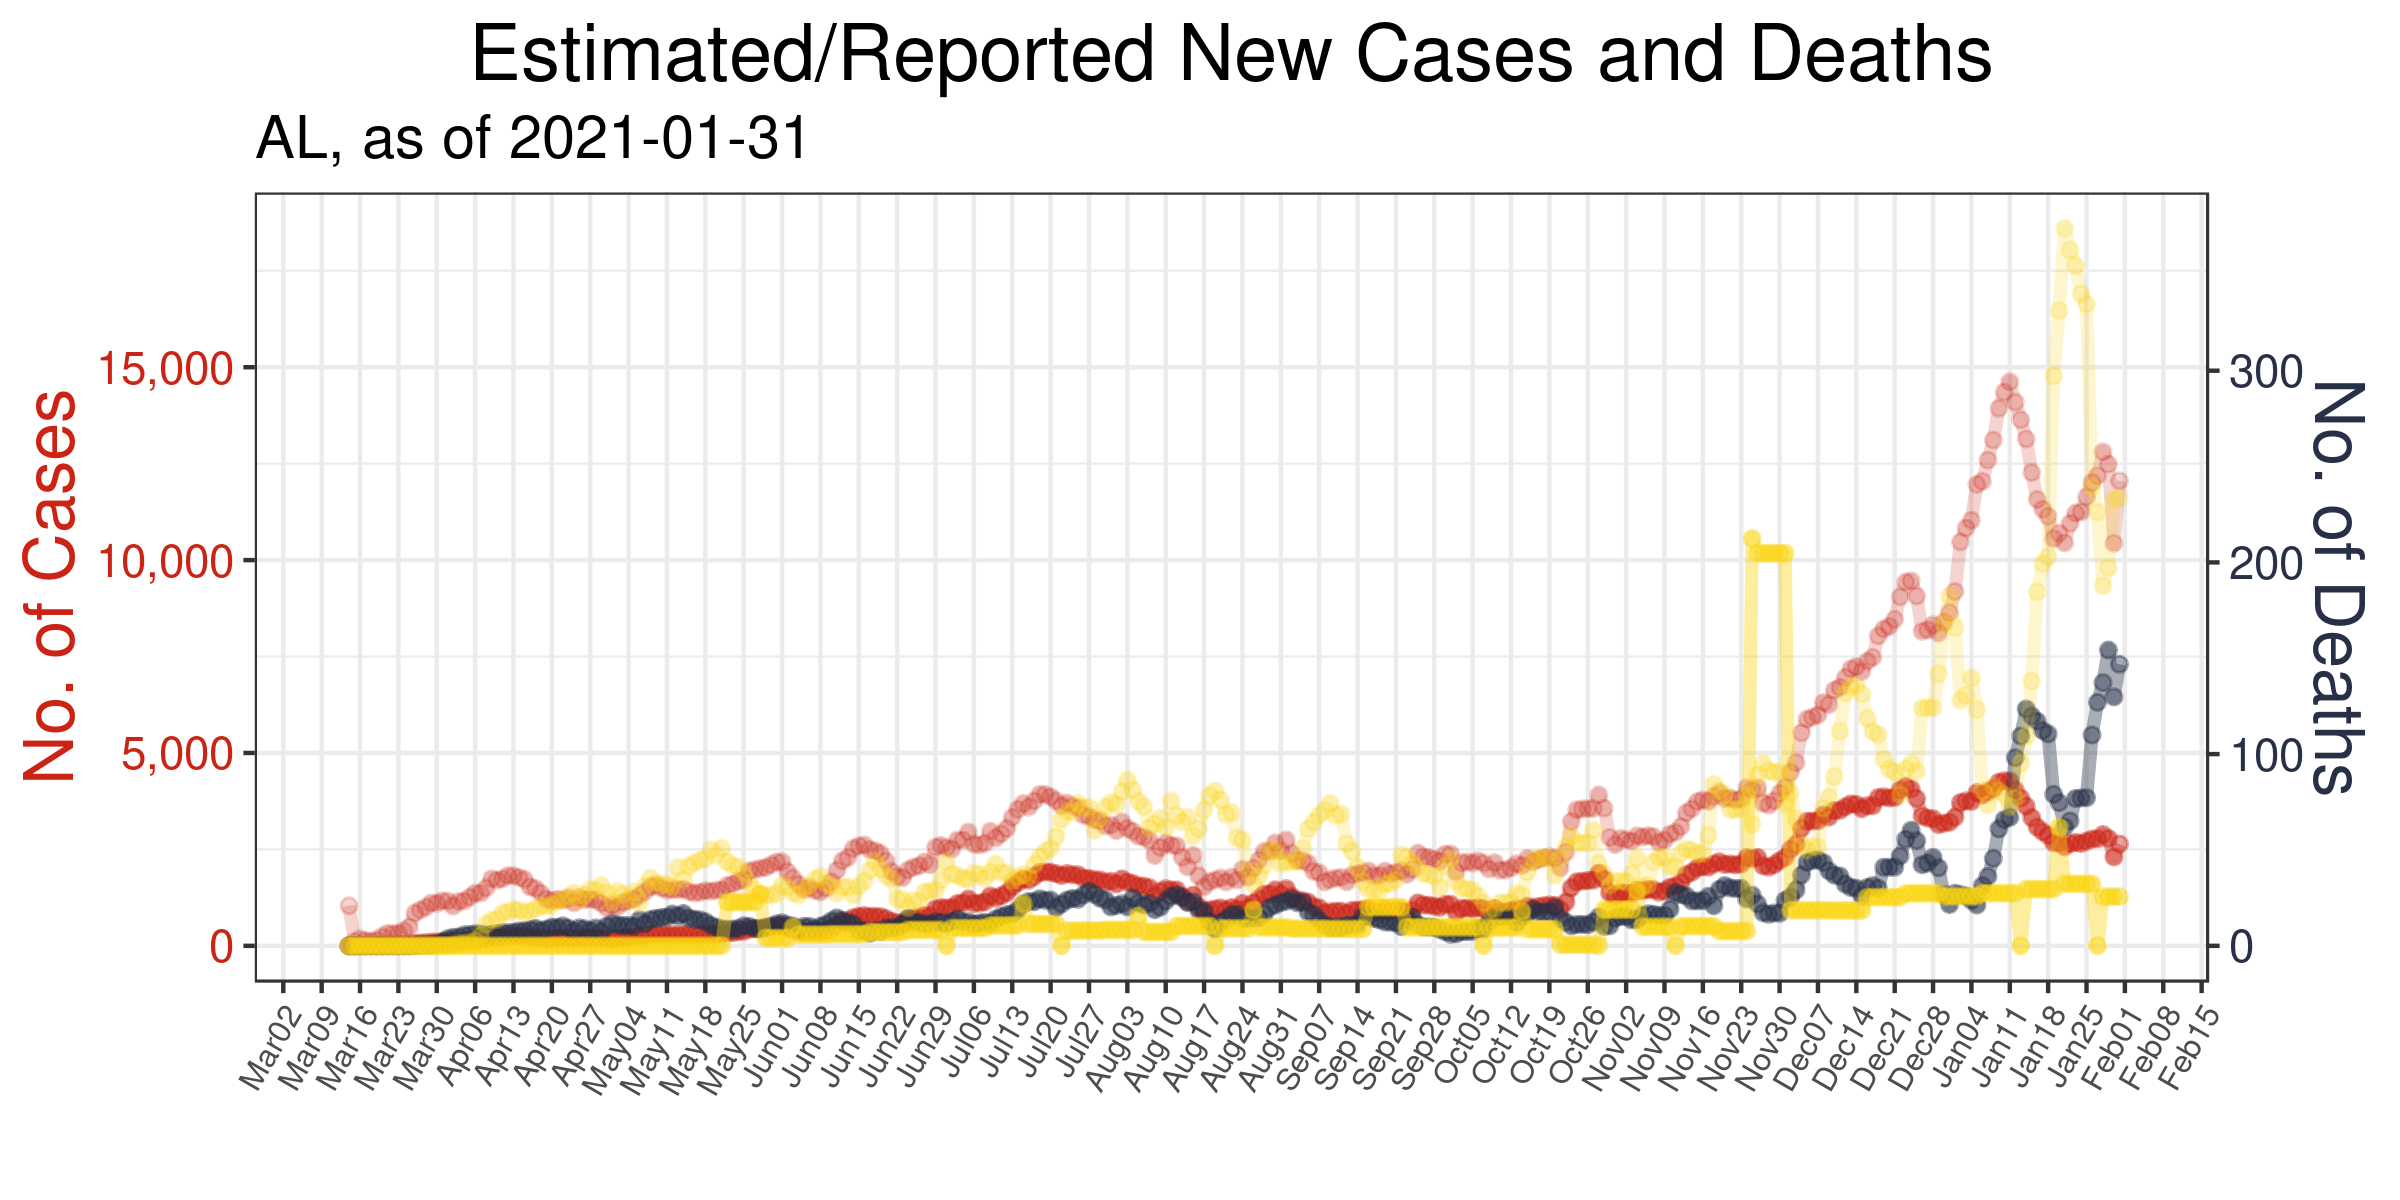 Estimated/Reported New Cases and Deaths
AL, as of 2021-01-31
No. of Cases
15,000
10,000
5,000
0
300
200
100
0
No. of Deaths
Mar02
Mar09
Mar16
Mar23
Mar30
Apr06
Apr13
Apr20
Apr27
May04
May11
May18
May25
Jun01
Jun08
Jun15
Jun22
Jun29
Jul06
Jul13
Jul20
Jul27
Aug03
Aug10
Aug17
Aug24
Aug31
Sep07
Sep14
Sep21
Sep28
Oct05
Oct12
Oct19
Oct26
Nov02
Nov09
Nov16
Nov23
Nov30
Dec07
Dec14
Dec21
Dec28
Jan04
Jan11
Jan18
Jan25
Feb01
Feb08
Feb15